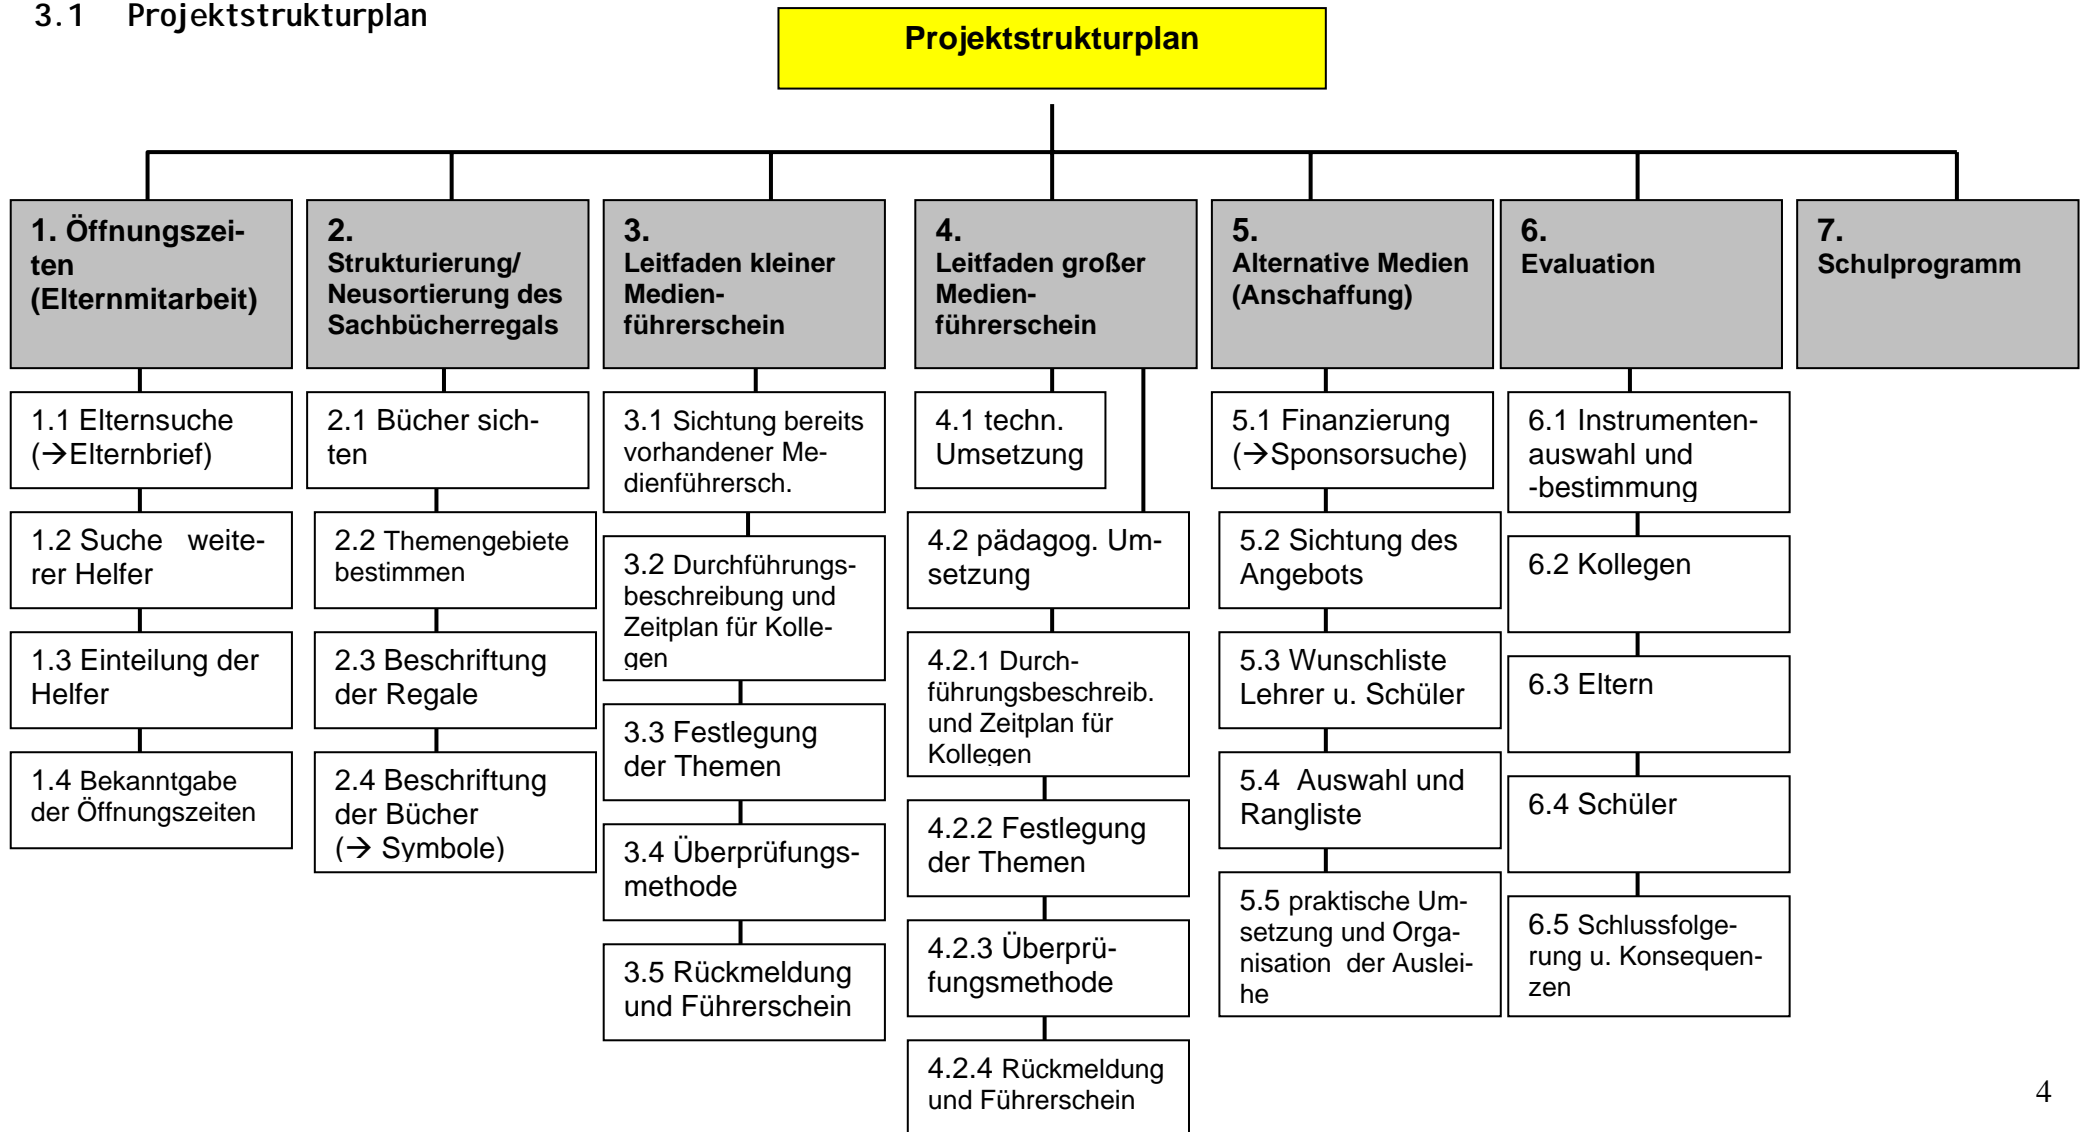 3.1 Projektstrukturplan
Projektstrukturplan
1. Öffnungszei-
ten
(Elternmitarbeit)
2.
Strukturierung/
Neusortierung des
Sachbücherregals
3.
Leitfaden kleiner
Medien-
führerschein
4.
Leitfaden großer
Medien-
führerschein
5.
Alternative Medien
(Anschaffung)
6.
Evaluation
7.
Schulprogramm
1.1 Elternsuche
(→Elternbrief)
1.2 Suche weite-
rer Helfer
1.3 Einteilung der
Helfer
1.4 Bekanntgabe
der Öffnungszeiten
2.1 Bücher sich-
ten
2.2 Themengebiete
bestimmen
2.3 Beschriftung
der Regale
2.4 Beschriftung
der Bücher
(→ Symbole)
3.1 Sichtung bereits
vorhandener Me-
dienführersch.
3.2 Durchführungs-
beschreibung und
Zeitplan für Kolle-
gen
3.3 Festlegung
der Themen
3.4 Überprüfungs-
methode
3.5 Rückmeldung
und Führerschein
4.1 techn.
Umsetzung
4.2 pädagog. Um-
setzung
4.2.1 Durch-
führungsbeschreib.
und Zeitplan für
Kollegen
4.2.2 Festlegung
der Themen
4.2.3 Überprü-
fungsmethode
4.2.4 Rückmeldung
und Führerschein
5.1 Finanzierung
(→Sponsorsuche)
5.2 Sichtung des
Angebots
5.3 Wunschliste
Lehrer u. Schüler
5.4 Auswahl und
Rangliste
5.5 praktische Um-
setzung und Orga-
nisation der Auslei-
he
6.1 Instrumenten-
auswahl und
-bestimmung
6.2 Kollegen
6.3 Eltern
6.4 Schüler
6.5 Schlussfolge-
rung u. Konsequen-
zen
4